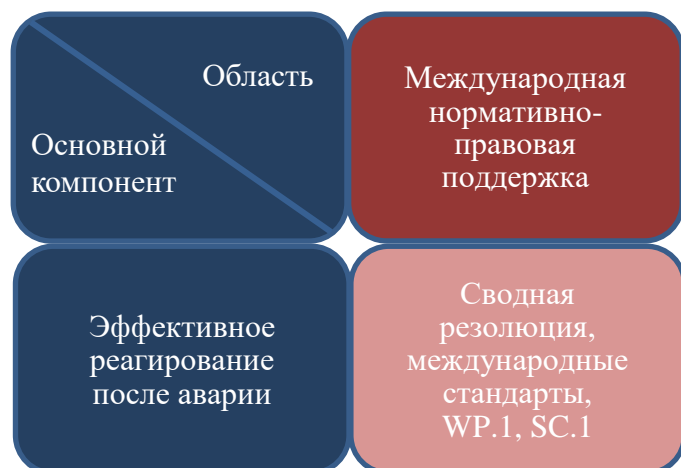 Область
Основной
компонент
Международная
нормативно-
правовая
поддержка
Эффективное
реагирование
после аварии
Сводная
резолюция,
международные
стандарты,
WP.1, SC.1